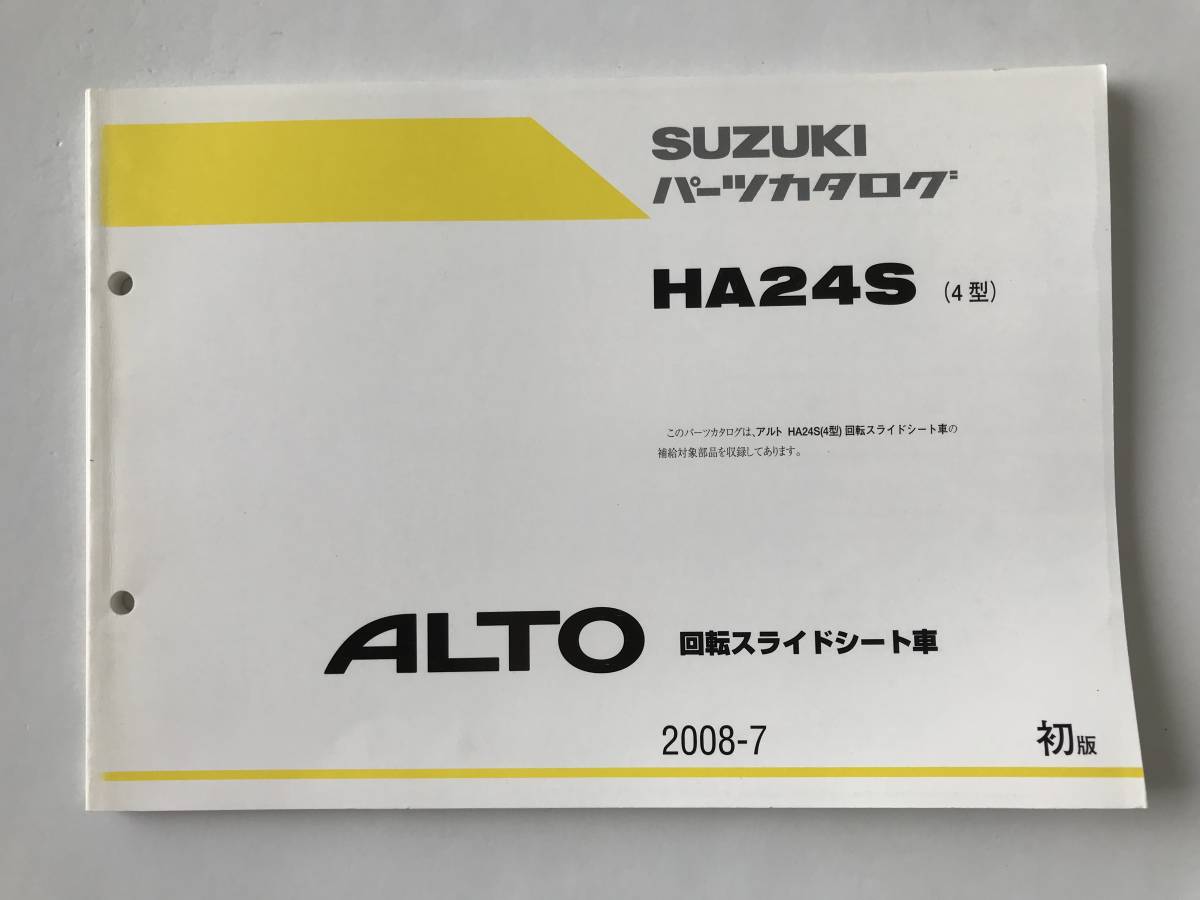 SUZUKI
パーツカタログ
HA24S (4型)
このパーツカタログは、アルト HA24S(4型) 回転スライドシート車の
補給対象部品を収録してあります。
ALTO 回転スライドシート車
2008-7 初版